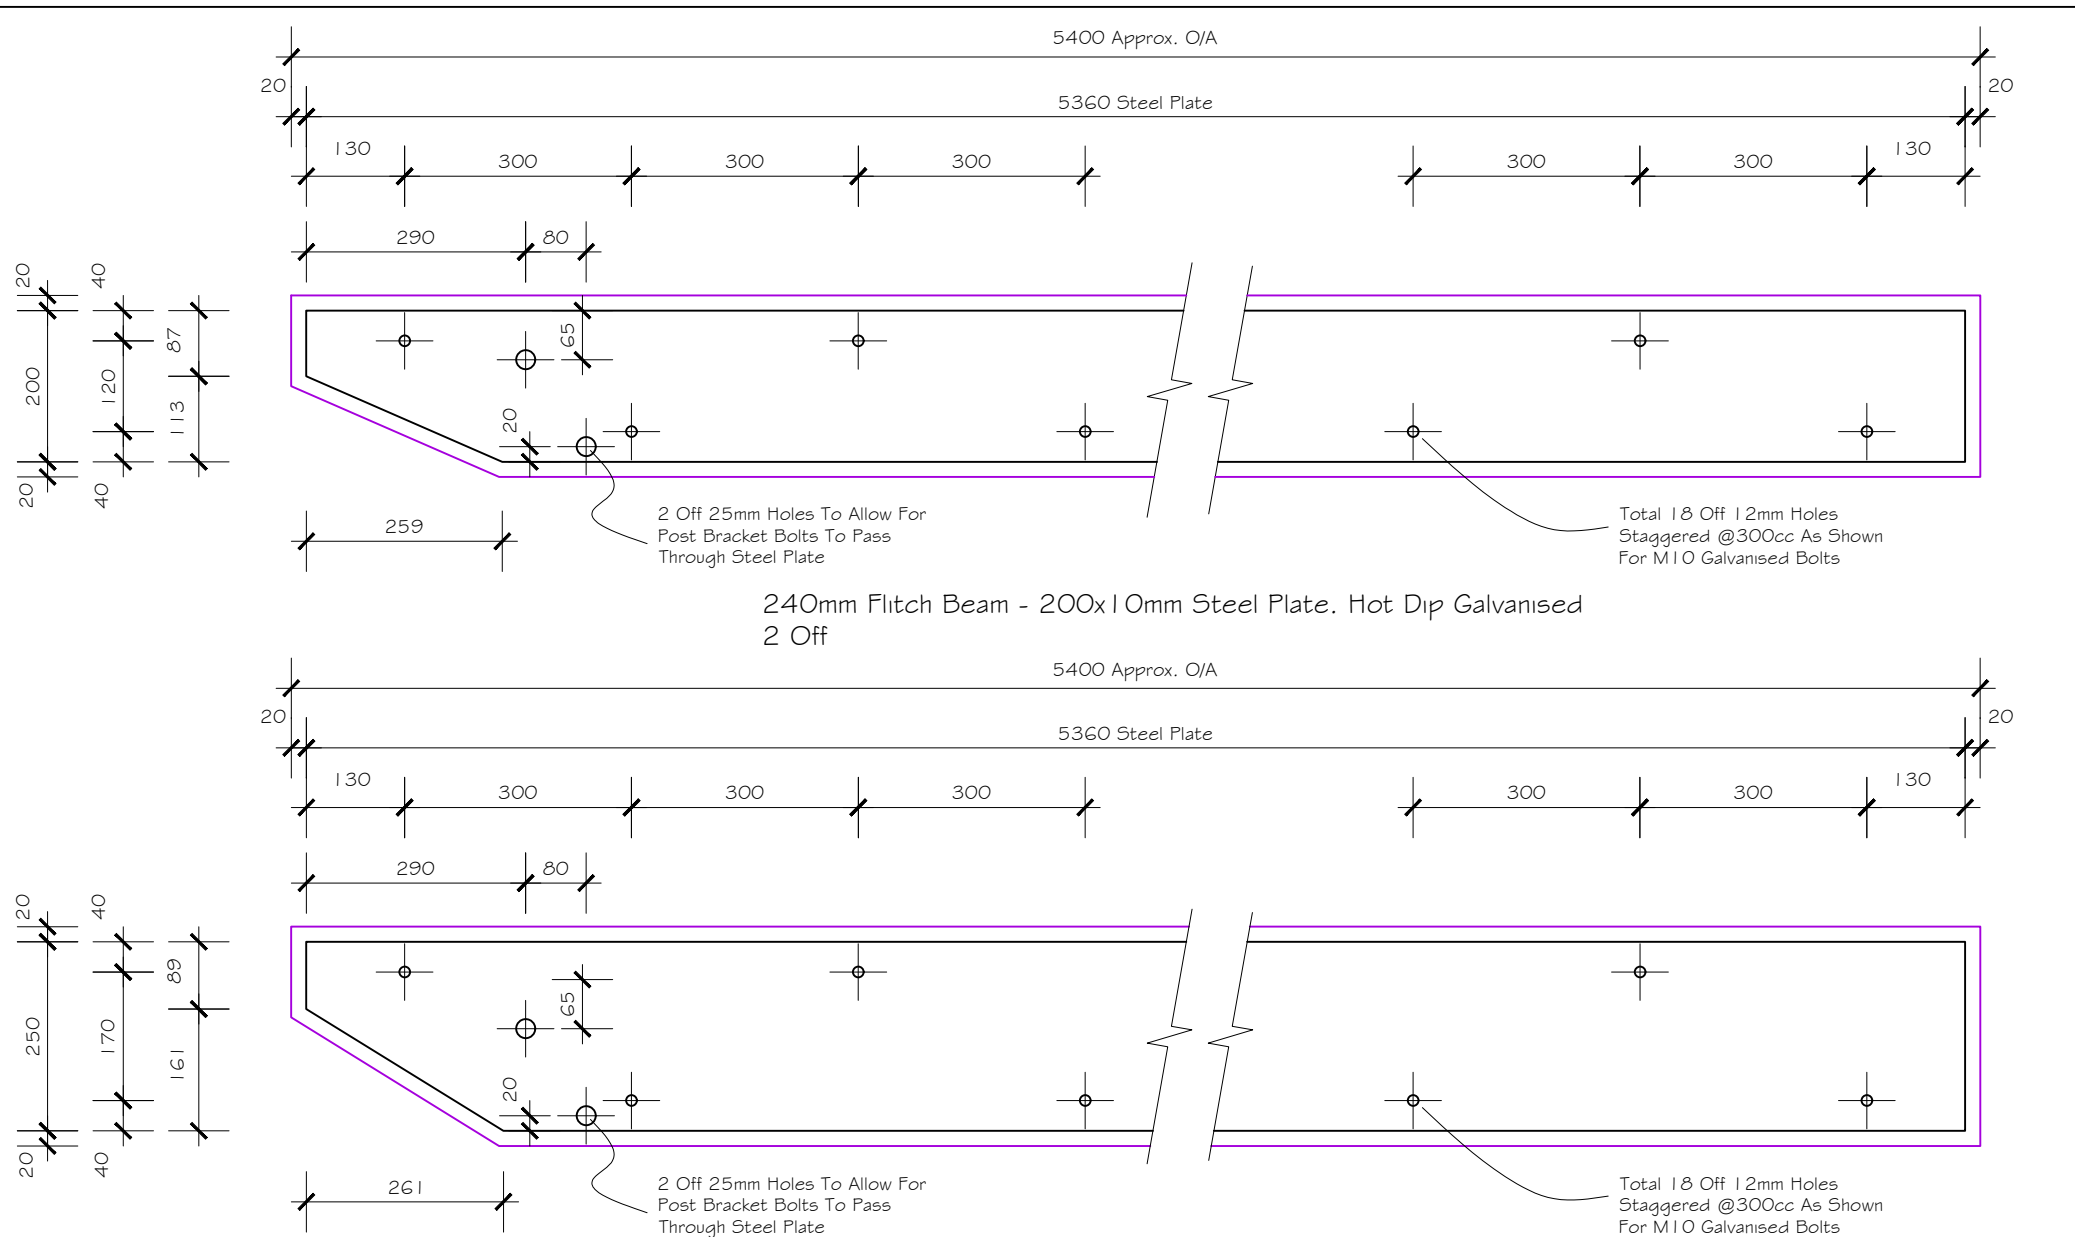 5400 Approx. O/A
20
20
5360 Steel Plate
130
300
300
300
300
300
130
290
80
20
40
87
65
200
120
113
20
20
40
259
2 Off 25mm Holes To Allow For
Post Bracket Bolts To Pass
Through Steel Plate
Total 18 Off 12mm Holes
Staggered @300cc As Shown
For M10 Galvanised Bolts
240mm Flitch Beam - 200x10mm Steel Plate. Hot Dip Galvanised
2 Off
5400 Approx. O/A
20
20
5360 Steel Plate
130
300
300
300
300
300
130
290
80
20
40
89
65
250
170
161
20
20
40
261
2 Off 25mm Holes To Allow For
Post Bracket Bolts To Pass
Through Steel Plate
Total 18 Off 12mm Holes
Staggered @300cc As Shown
For M10 Galvanised Bolts